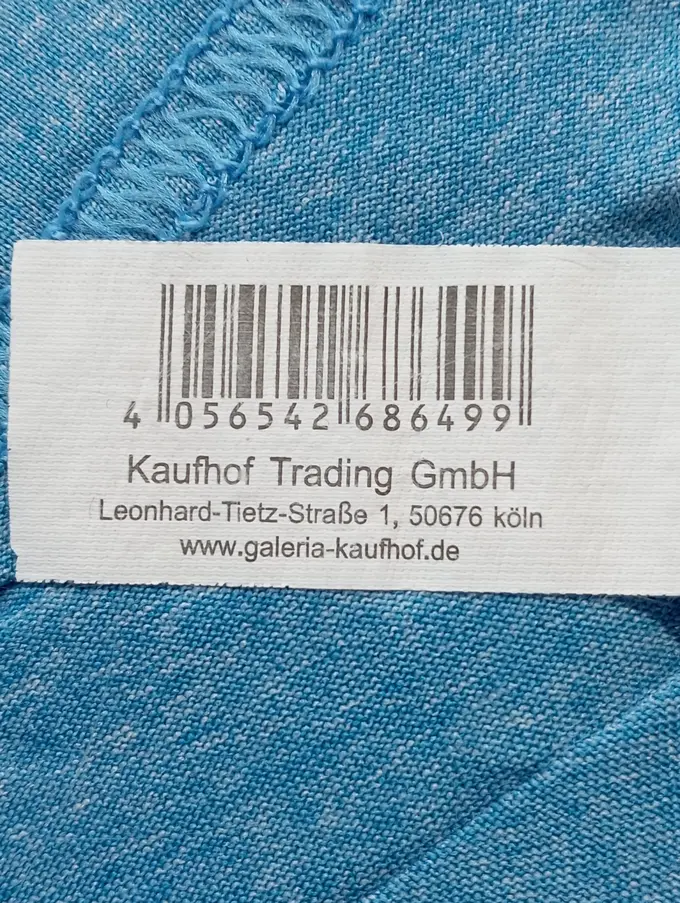 4 056542 686499
Kaufhof Trading GmbH
Leonhard-Tietz-Straße 1, 50676 köln
www.galeria-kaufhof.de